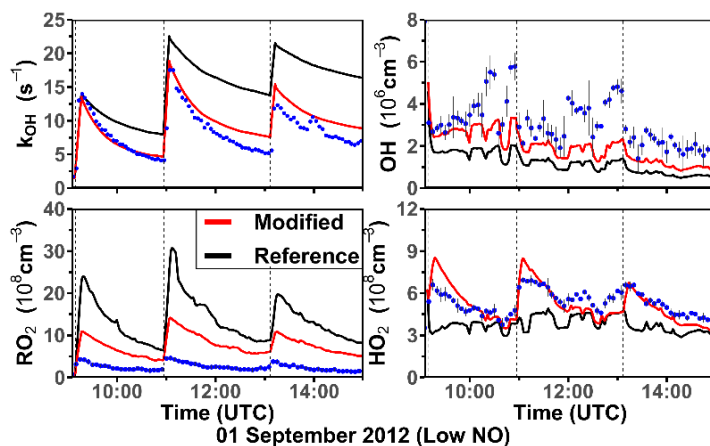 25
20
15
10
5
0
k_OH (s⁻¹)
8
6
4
2
0
OH (10⁶cm⁻³)
40
30
20
10
0
RO₂ (10⁸cm⁻³)
Modified
Reference
12
9
6
3
0
HO₂ (10⁸cm⁻³)
10:00 12:00 14:00
10:00 12:00 14:00
Time (UTC)
Time (UTC)
01 September 2012 (Low NO)